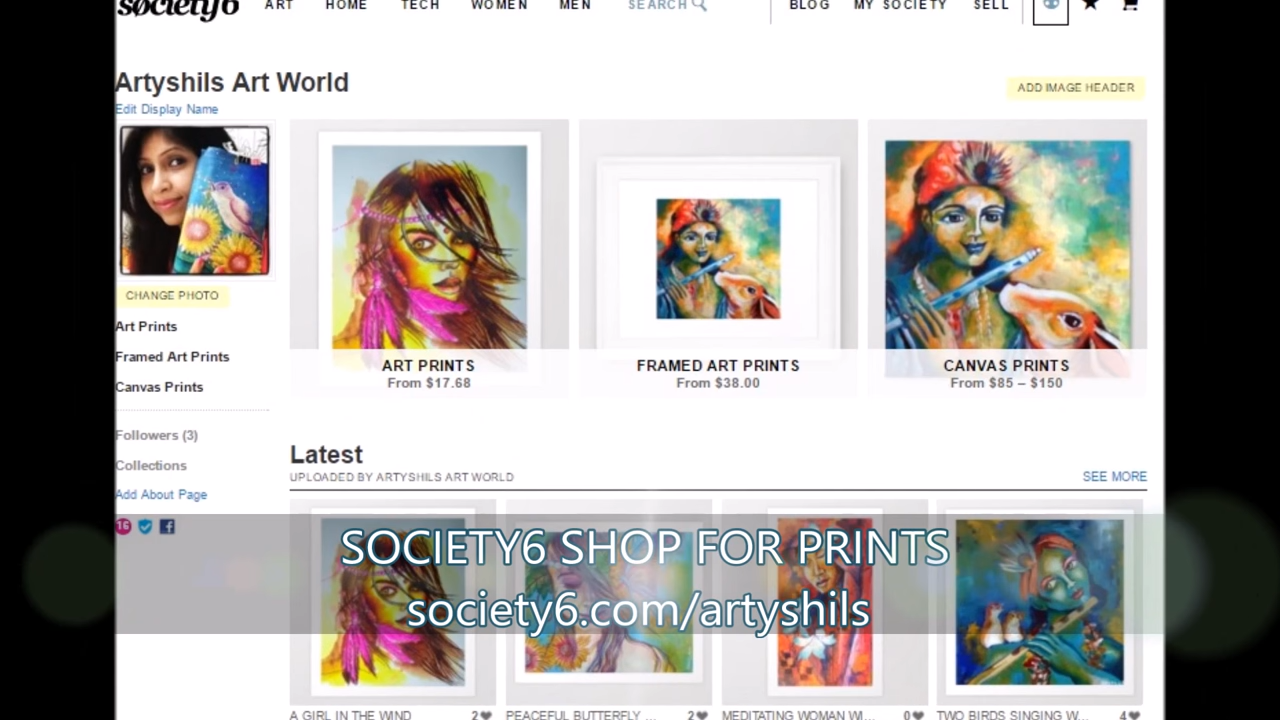 society6 ART HOME TECH WOMEN MEN SEARCH BLOG MY SOCIETY SELL
Artyshils Art World
Edit Display Name
ADD IMAGE HEADER
CHANGE PHOTO
Art Prints
Framed Art Prints
Canvas Prints
Followers (3)
Collections
Add About Page
16
ART PRINTS
From $17.68
FRAMED ART PRINTS
From $38.00
CANVAS PRINTS
From $85 – $150
Latest
UPLOADED BY ARTYSHILS ART WORLD
SEE MORE
SOCIETY6 SHOP FOR PRINTS
society6.com/artyshils
A GIRL IN THE WIND 2
PEACEFUL BUTTERFLY ... 2
MEDITATING WOMAN WI... 0
TWO BIRDS SINGING W... 4